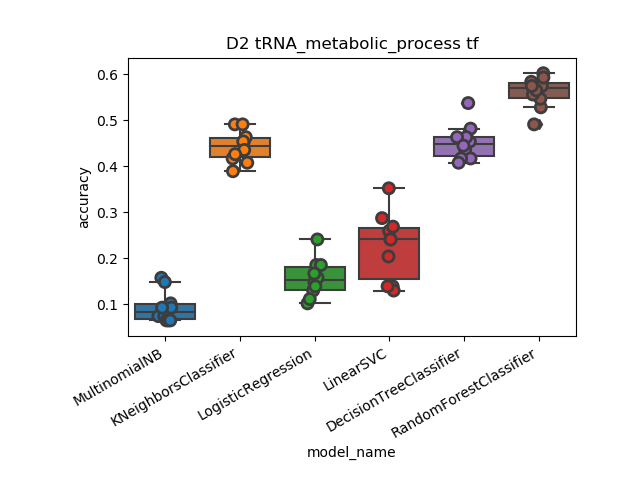 D2 tRNA_metabolic_process tf
accuracy
0.6
0.5
0.4
0.3
0.2
0.1
MultinomialNB
KNeighborsClassifier
LogisticRegression
LinearSVC
DecisionTreeClassifier
RandomForestClassifier
model_name